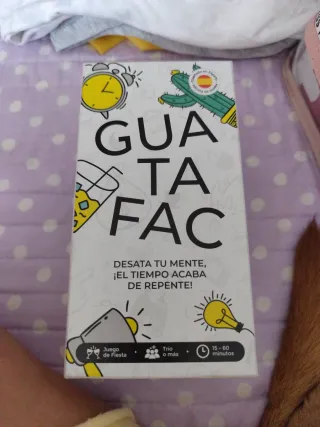 GUA
TA
FAC
DESATA TU MENTE,
¡EL TIEMPO ACABA
DE REPENTE!
Juego
de Fiesta
Trío
o más
15 - 60
minutos